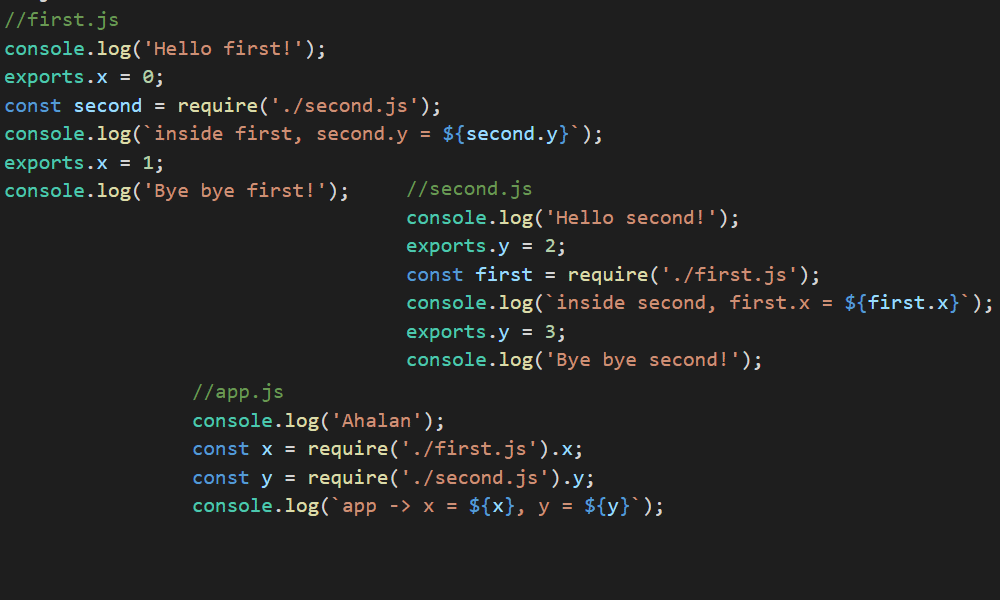 //first.js
console.log('Hello first!');
exports.x = 0;
const second = require('./second.js');
console.log(`inside first, second.y = ${second.y}`);
exports.x = 1;
console.log('Bye bye first!');
//second.js
console.log('Hello second!');
exports.y = 2;
const first = require('./first.js');
console.log(`inside second, first.x = ${first.x}`);
exports.y = 3;
console.log('Bye bye second!');
//app.js
console.log('Ahalan');
const x = require('./first.js').x;
const y = require('./second.js').y;
console.log(`app -> x = ${x}, y = ${y}`);